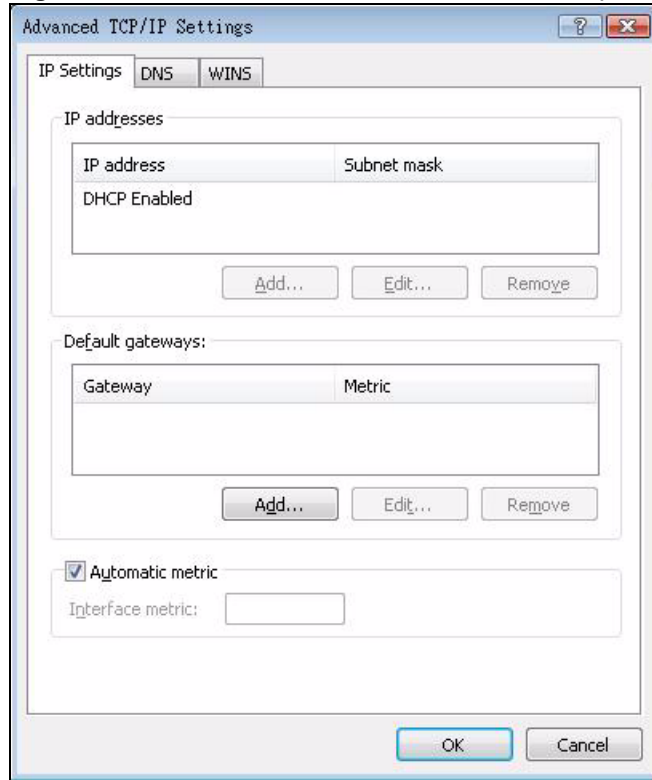 Advanced TCP/IP Settings
IP Settings DNS WINS
IP addresses
IP address Subnet mask
DHCP Enabled
Add... Edit... Remove
Default gateways:
Gateway Metric
Add... Edit... Remove
Automatic metric
Interface metric:
OK Cancel